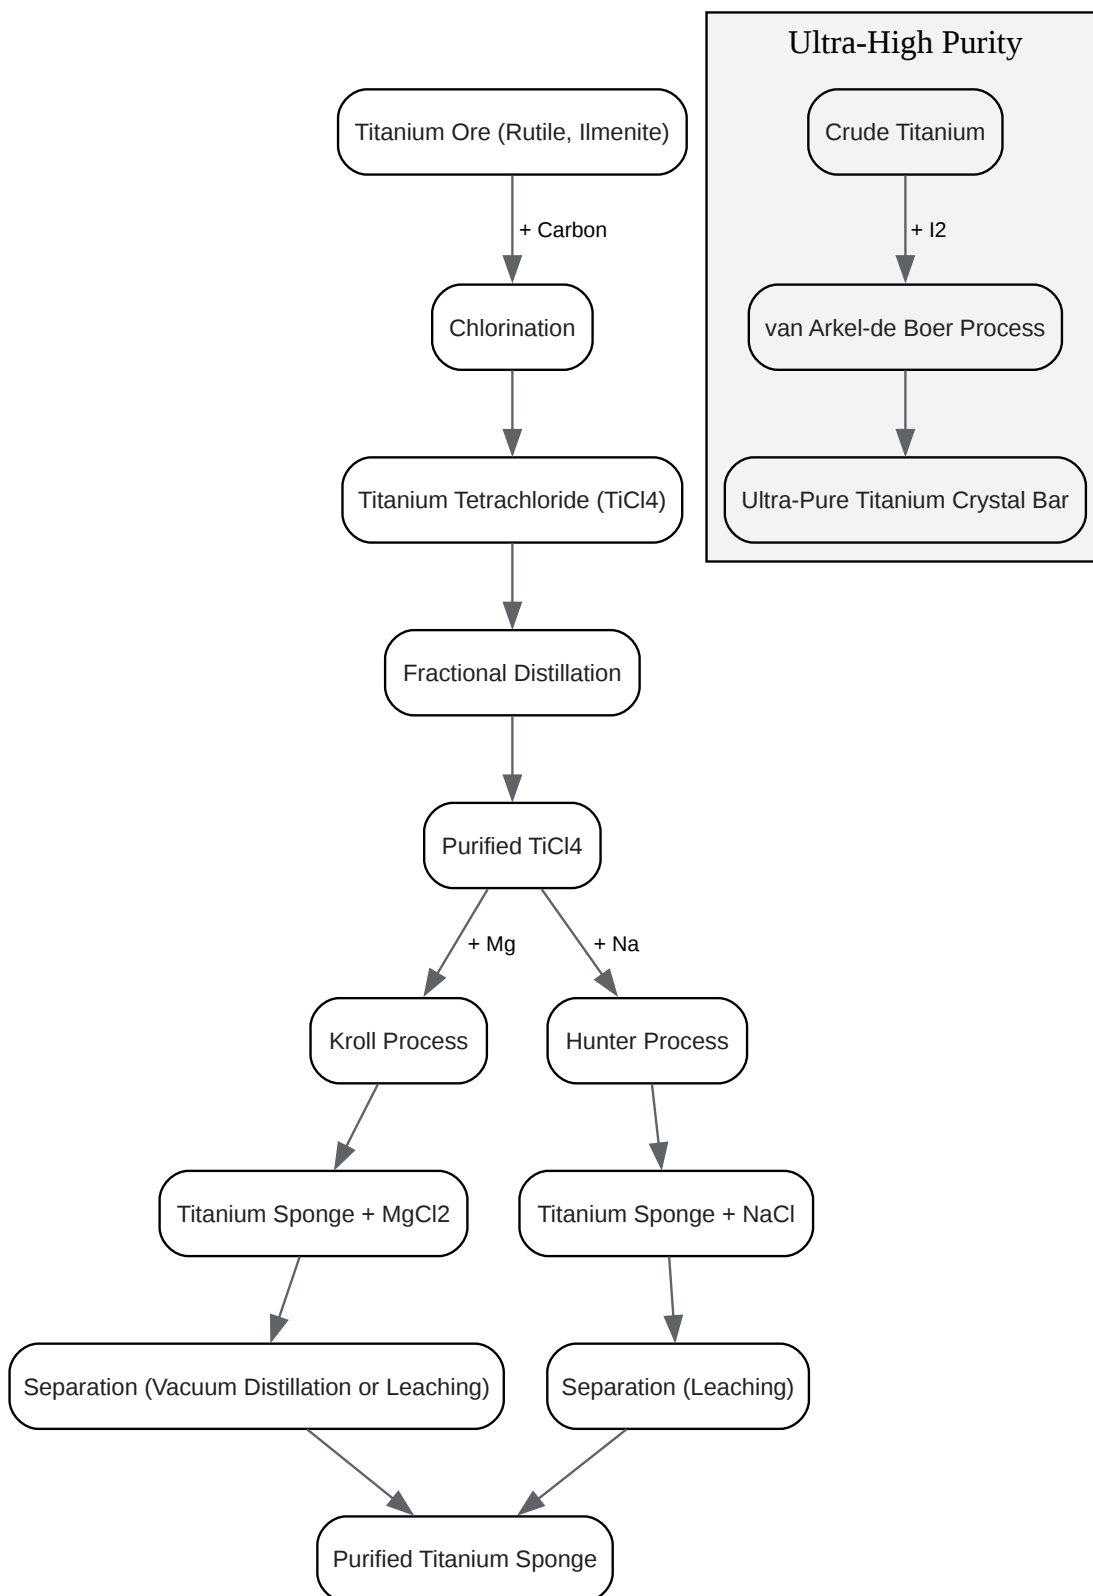 Ultra-High Purity
Titanium Ore (Rutile, Ilmenite)
Crude Titanium
+ Carbon
+ I2
Chlorination
van Arkel-de Boer Process
Titanium Tetrachloride (TiCl4)
Ultra-Pure Titanium Crystal Bar
Fractional Distillation
Purified TiCl4
+ Mg
+ Na
Kroll Process
Hunter Process
Titanium Sponge + MgCl2
Titanium Sponge + NaCl
Separation (Vacuum Distillation or Leaching)
Separation (Leaching)
Purified Titanium Sponge